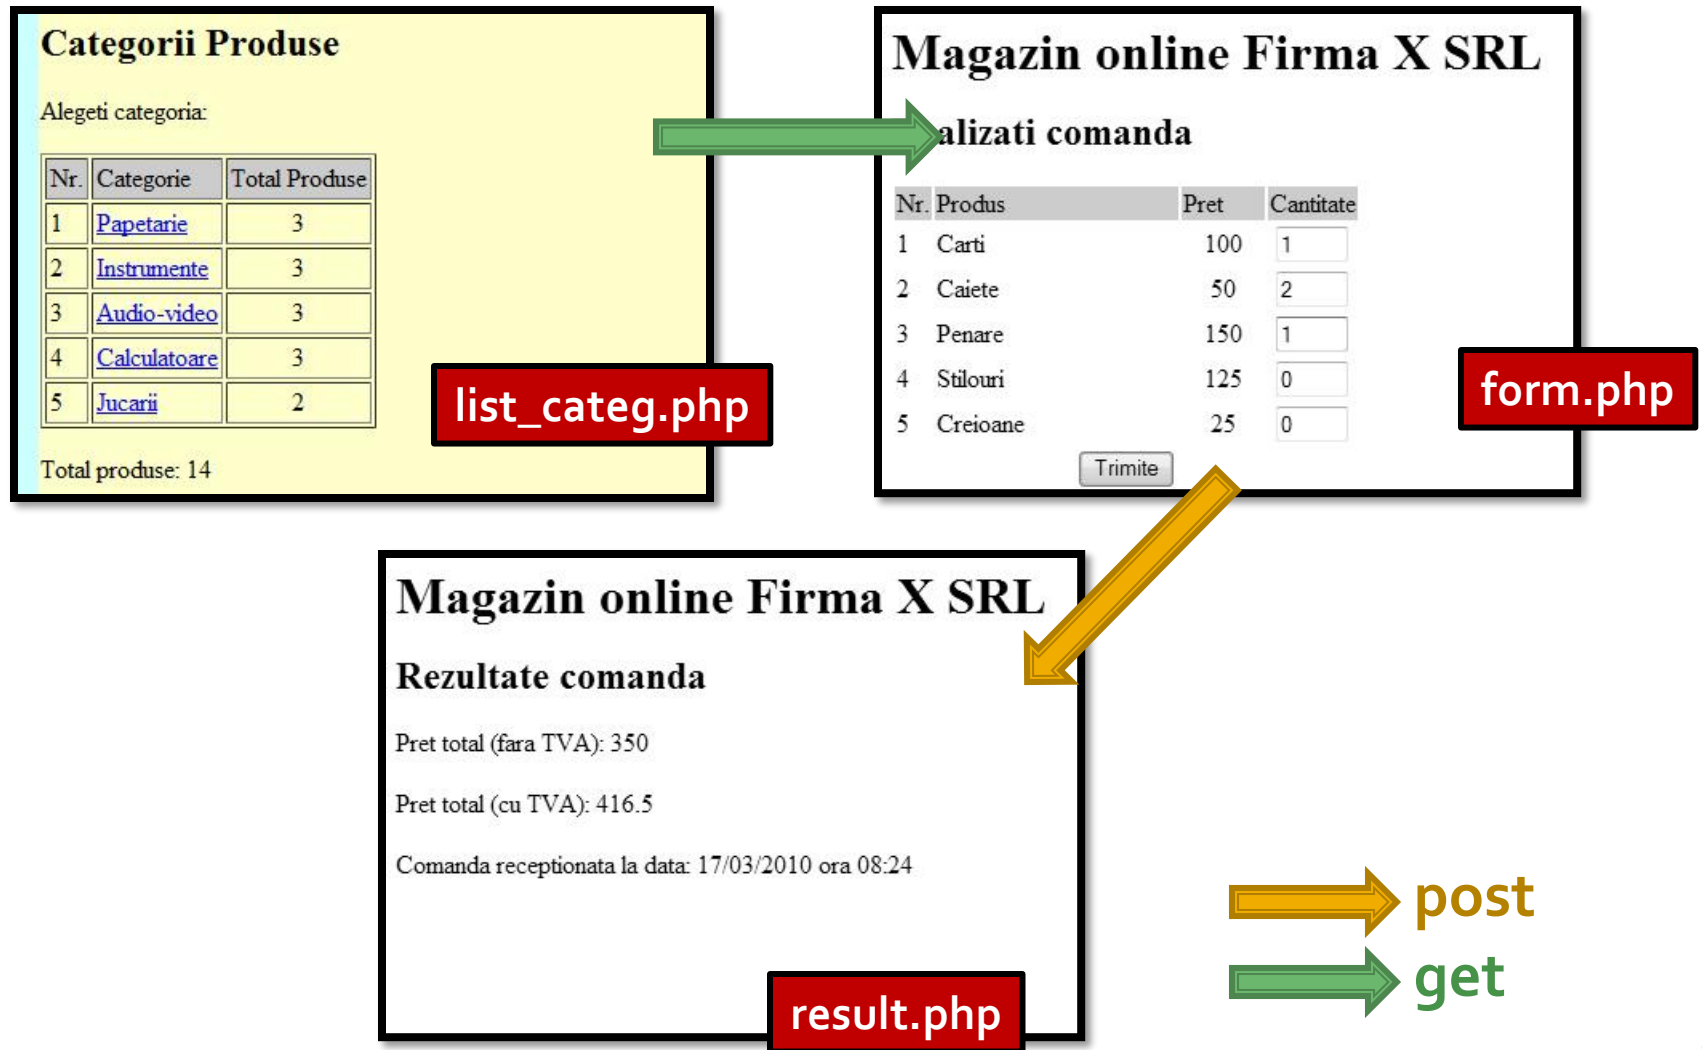 Categorii Produse
Alegeti categoria:
Nr. Categorie Total Produse
1 Papetarie 3
2 Instrumente 3
3 Audio-video 3
4 Calculatoare 3
5 Jucarii 2
Total produse: 14
list_categ.php
Magazin online Firma X SRL
alizati comanda
Nr. Produs Pret Cantitate
1 Carti 100 1
2 Caiete 50 2
3 Penare 150 1
4 Stilouri 125 0
5 Creioane 25 0
Trimite
form.php
Magazin online Firma X SRL
Rezultate comanda
Pret total (fara TVA): 350
Pret total (cu TVA): 416.5
Comanda receptionata la data: 17/03/2010 ora 08:24
result.php
post
get